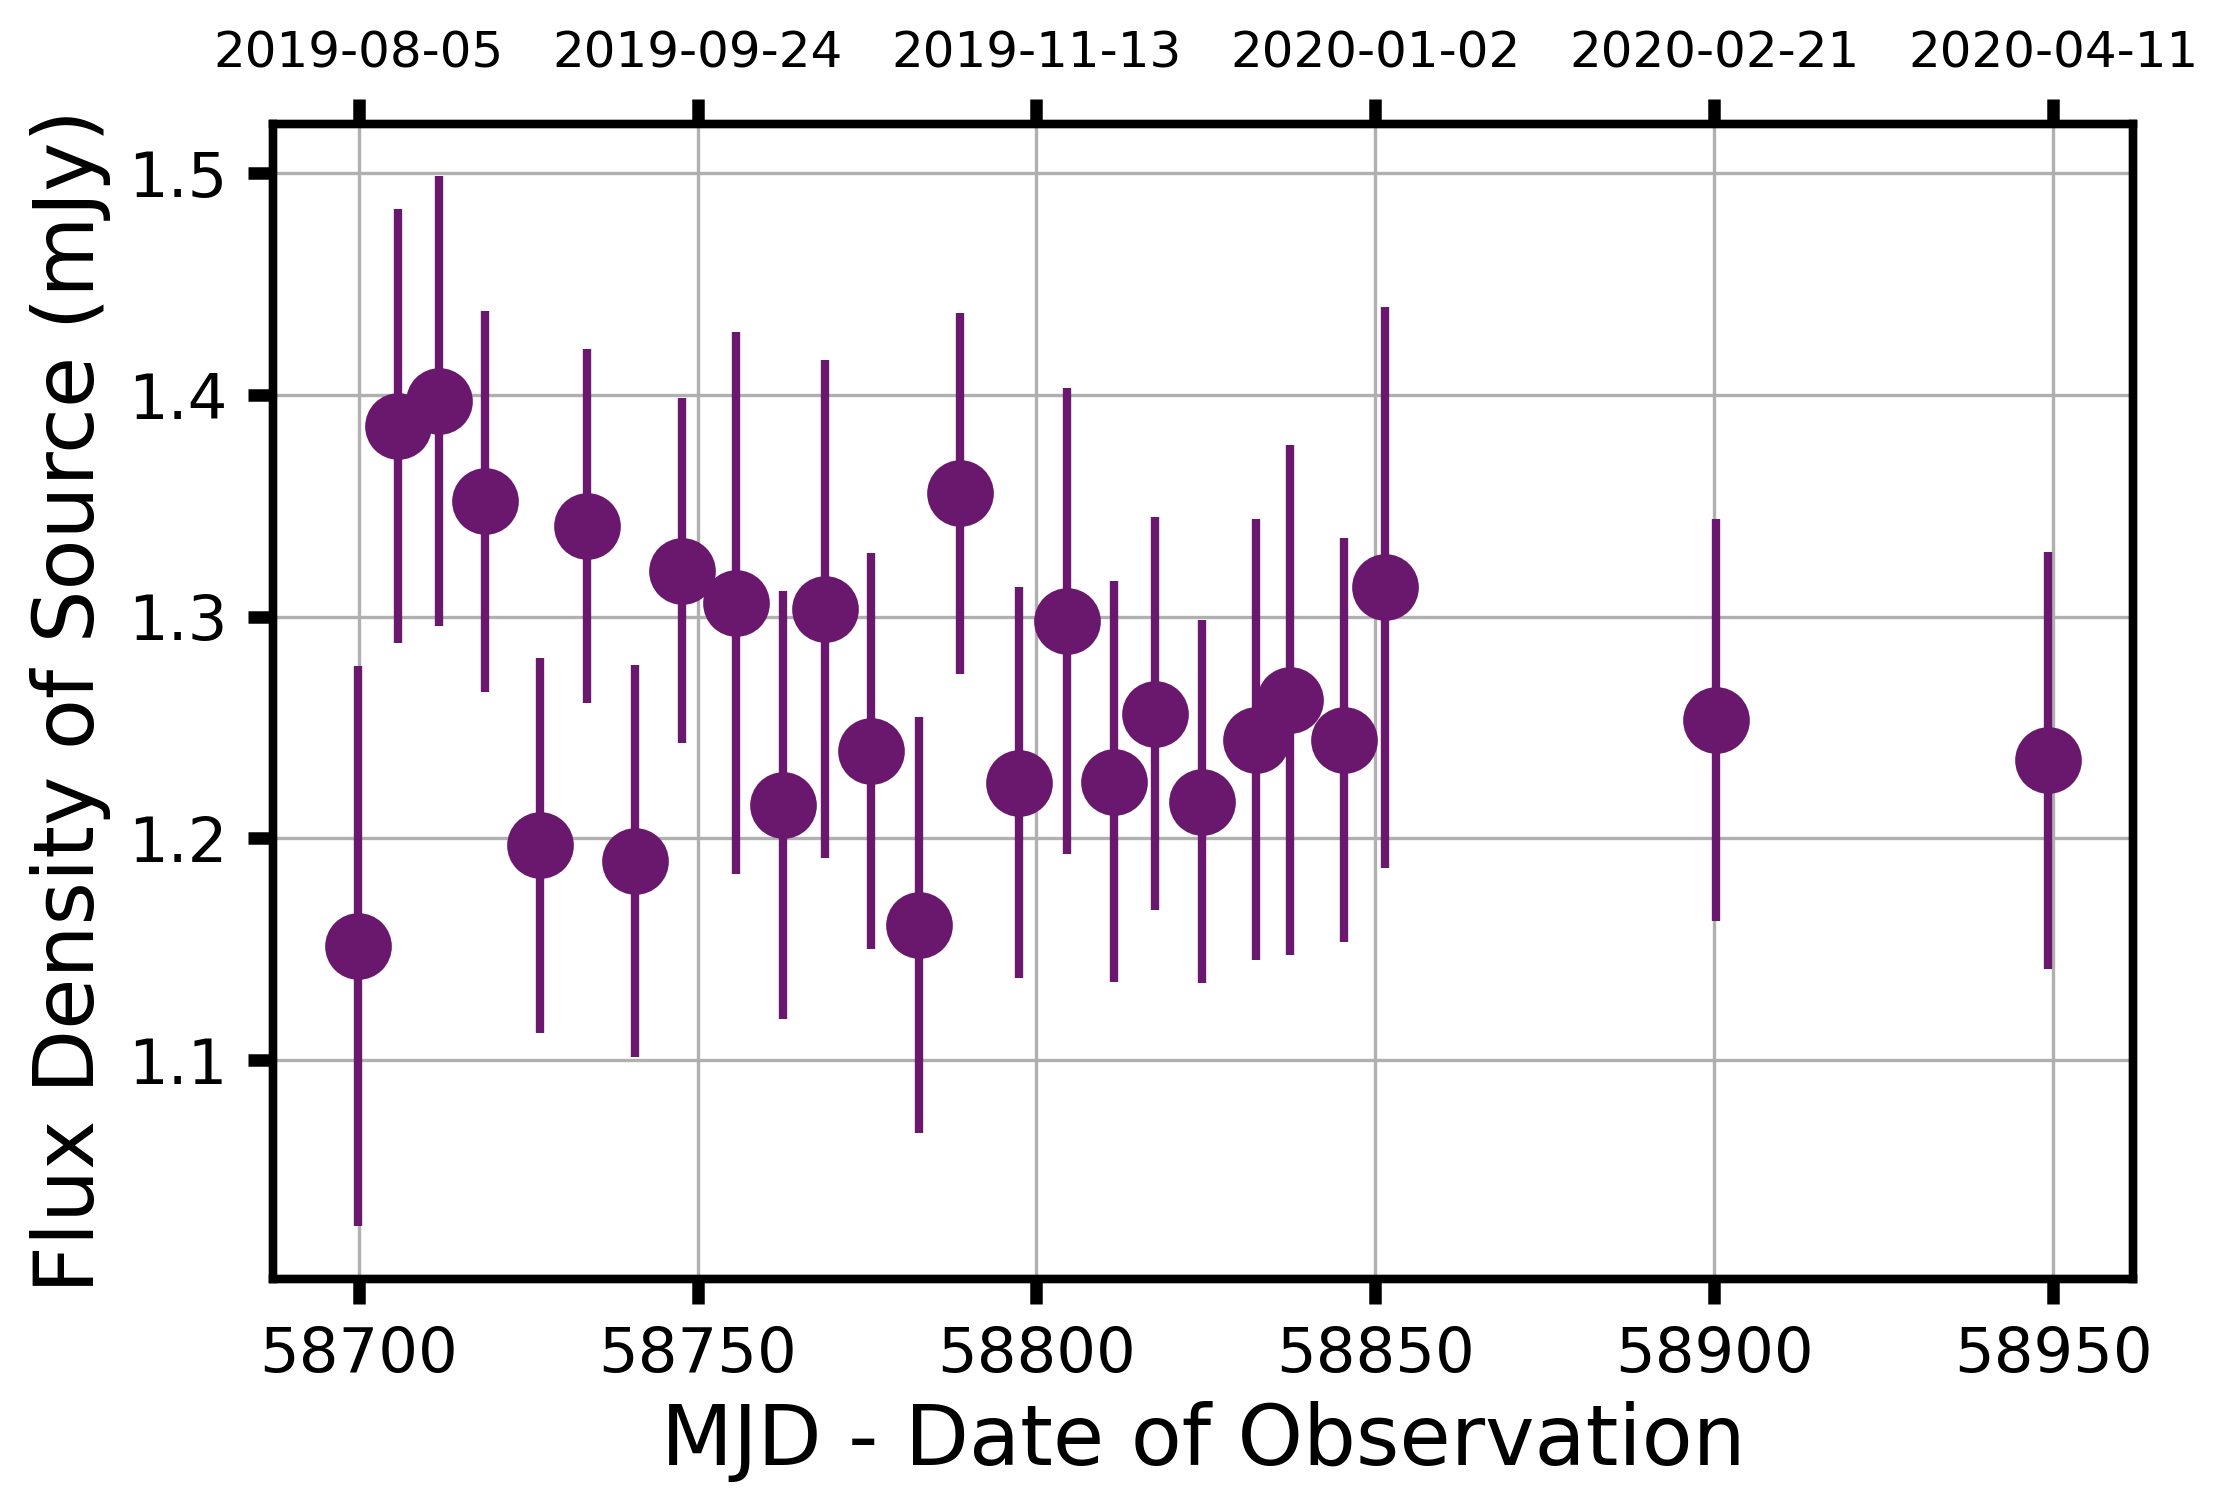 2019-08-05 2019-09-24 2019-11-13 2020-01-02 2020-02-21 2020-04-11
Flux Density of Source (mJy)
1.5
1.4
1.3
1.2
1.1
58700 58750 58800 58850 58900 58950
MJD - Date of Observation